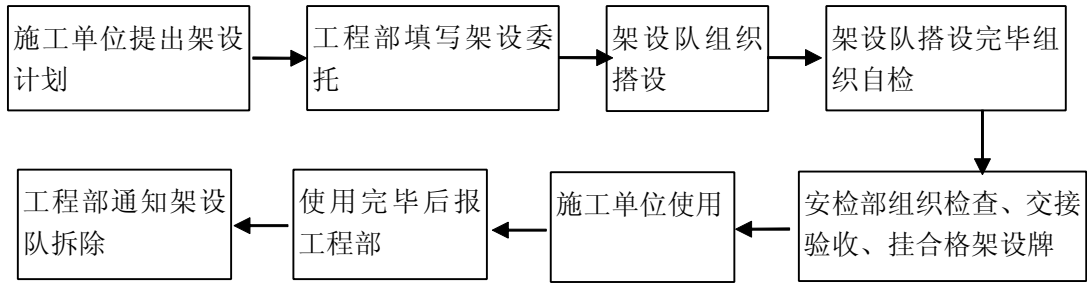 施工单位提出架设
计划
工程部填写架设委
托
架设队组织
搭设
架设队搭设完毕组
织自检
安检部组织检查、交接
验收、挂合格架设牌
施工单位使用
使用完毕后报
工程部
工程部通知架设
队拆除